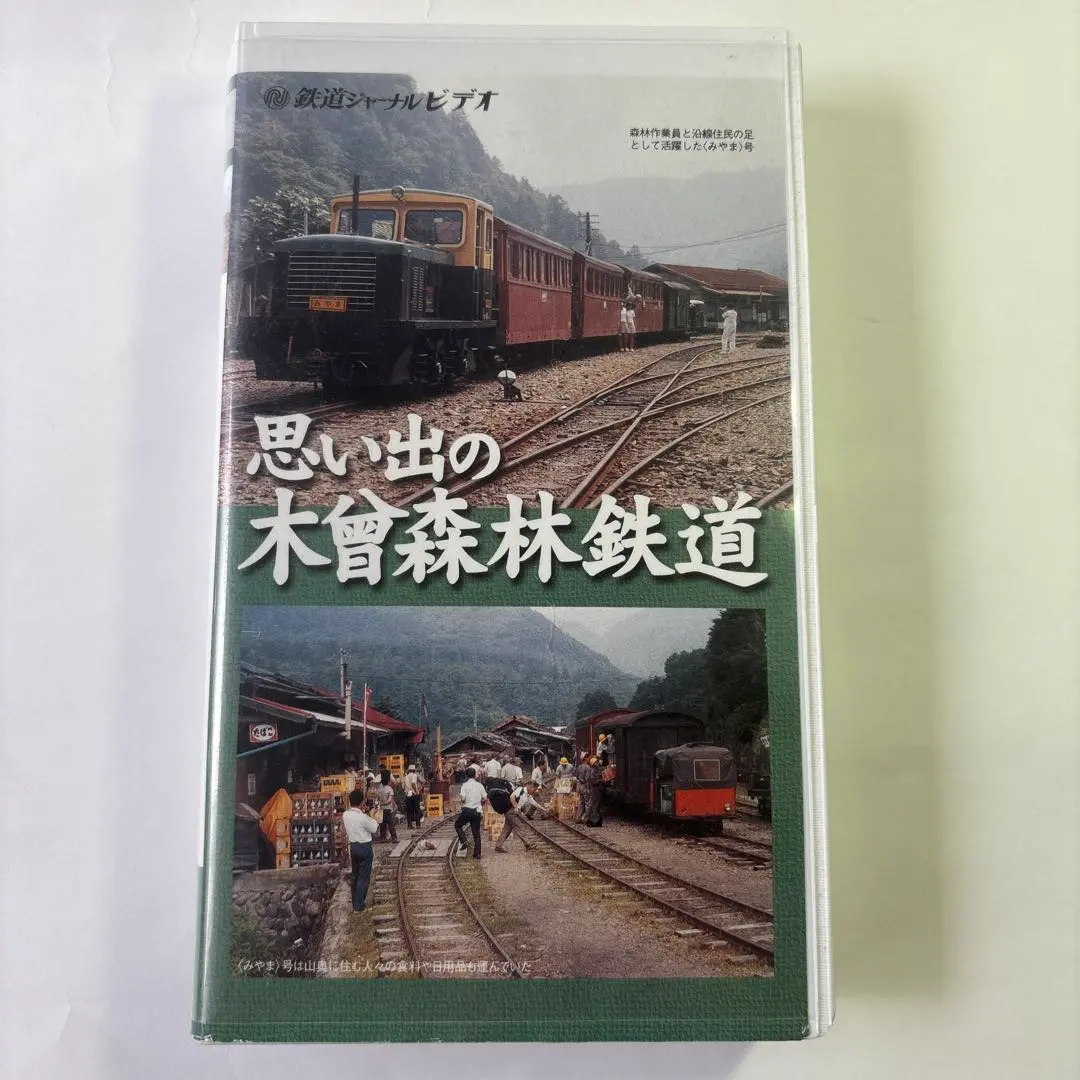 鉄道ジャーナルビデオ
森林作業員と沿線住民の足
として活躍した〈みやま〉号
みやま
思い出の
木曾森林鉄道
たばこ
〈みやま〉号は山奥に住む人々の食料や日用品も運んでいた